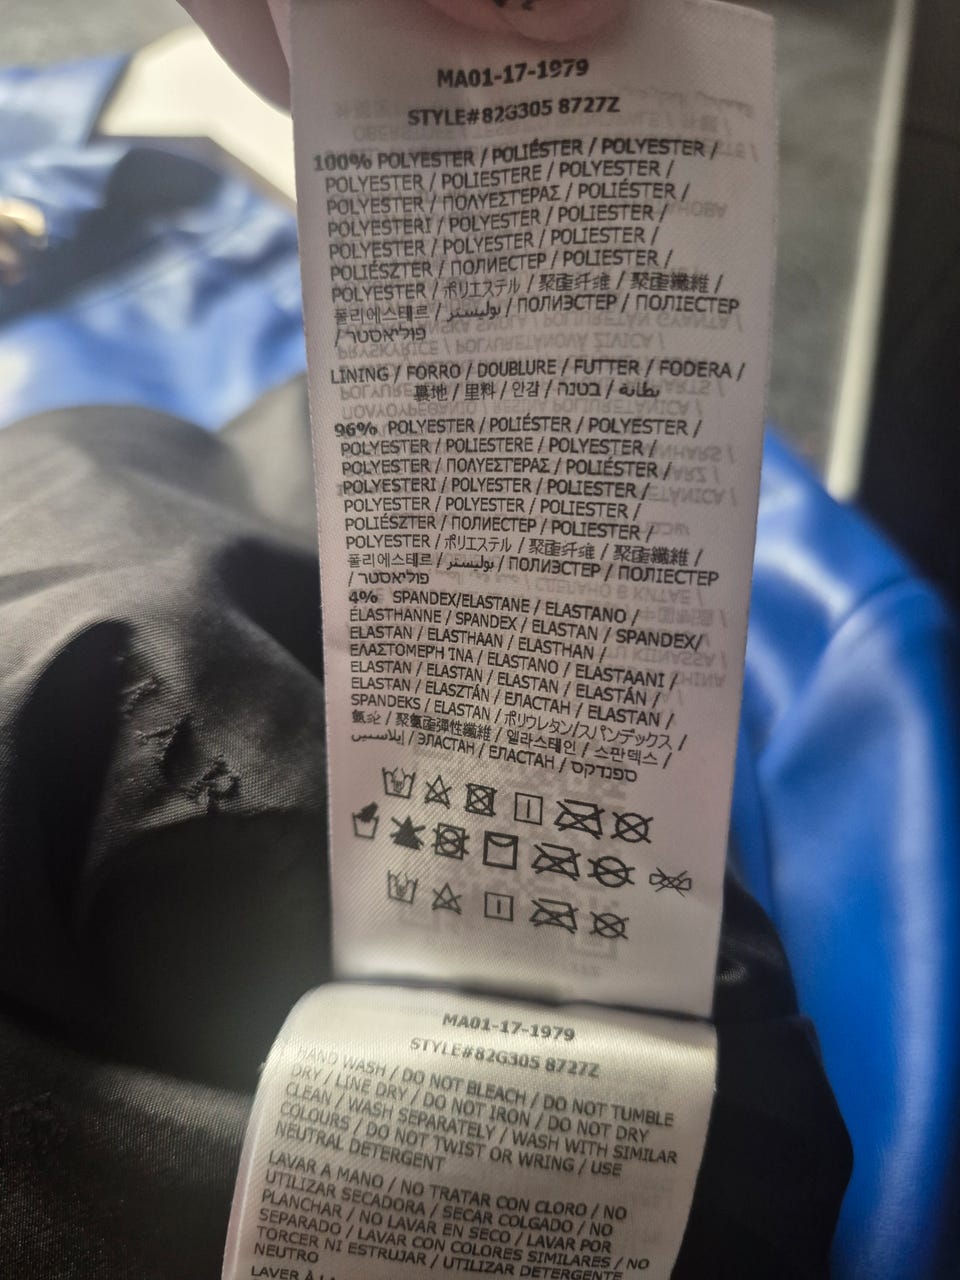 MA01-17-1979
STYLE#82G305 8727Z
100% POLYESTER / POLIÉSTER / POLYESTER /
POLYESTER / POLIESTERE / POLYESTER /
POLYESTER / ΠΟΛΥΕΣΤΕΡΑΣ / POLIÉSTER /
POLYESTERI / POLYESTER / POLIESTER /
POLYESTER / POLYESTER / POLIESTER /
POLIÉSZTER / ПОЛИЕСТЕР / POLIESTER /
POLYESTER / ポリエステル / 聚酯纤维 / 聚酯纖維 /
폴리에스테르 / بوليستر / ПОЛИЭСТЕР / ПОЛІЕСТЕР
/ פוליאסטר
LINING / FORRO / DOUBLURE / FUTTER / FODERA /
裏地 / 里料 / 안감 / בטנה / بطانة
96% POLYESTER / POLIÉSTER / POLYESTER /
POLYESTER / POLIESTERE / POLYESTER /
POLYESTER / ΠΟΛΥΕΣΤΕΡΑΣ / POLIÉSTER /
POLYESTERI / POLYESTER / POLIESTER /
POLYESTER / POLYESTER / POLIESTER /
POLIÉSZTER / ПОЛИЕСТЕР / POLIESTER /
POLYESTER / ポリエステル / 聚酯纤维 / 聚酯纖維 /
폴리에스테르 / بوليستر / ПОЛИЭСТЕР / ПОЛІЕСТЕР
/ פוליאסטר
4% SPANDEX/ELASTANE / ELASTANO /
ÉLASTHANNE / SPANDEX / ELASTAN / SPANDEX/
ELASTAN / ELASTHAAN / ELASTHAN /
ΕΛΑΣΤΟΜΕΡΉ ΊΝΑ / ELASTANO / ELASTAANI /
ELASTAN / ELASTAN / ELASTAN / ELASTÁN /
ELASTAN / ELASZTÁN / ЕЛАСТАН / ELASTAN /
SPANDEKS / ELASTAN / ポリウレタン/スパンデックス /
氨纶 / 聚氨酯彈性纖維 / 엘라스테인 / 스판덱스 /
إيلاستين / ЭЛАСТАН / ЕЛАСТАН / ספנדקס
MA01-17-1979
STYLE#82G305 8727Z
HAND WASH / DO NOT BLEACH / DO NOT TUMBLE
DRY / LINE DRY / DO NOT IRON / DO NOT DRY
CLEAN / WASH SEPARATELY / WASH WITH SIMILAR
COLOURS / DO NOT TWIST OR WRING / USE
NEUTRAL DETERGENT
LAVAR A MANO / NO TRATAR CON CLORO / NO
UTILIZAR SECADORA / SECAR COLGADO / NO
PLANCHAR / NO LAVAR EN SECO / LAVAR POR
SEPARADO / LAVAR CON COLORES SIMILARES / NO
TORCER NI ESTRUJAR / UTILIZAR DETERGENTE
NEUTRO
LAVER À LA